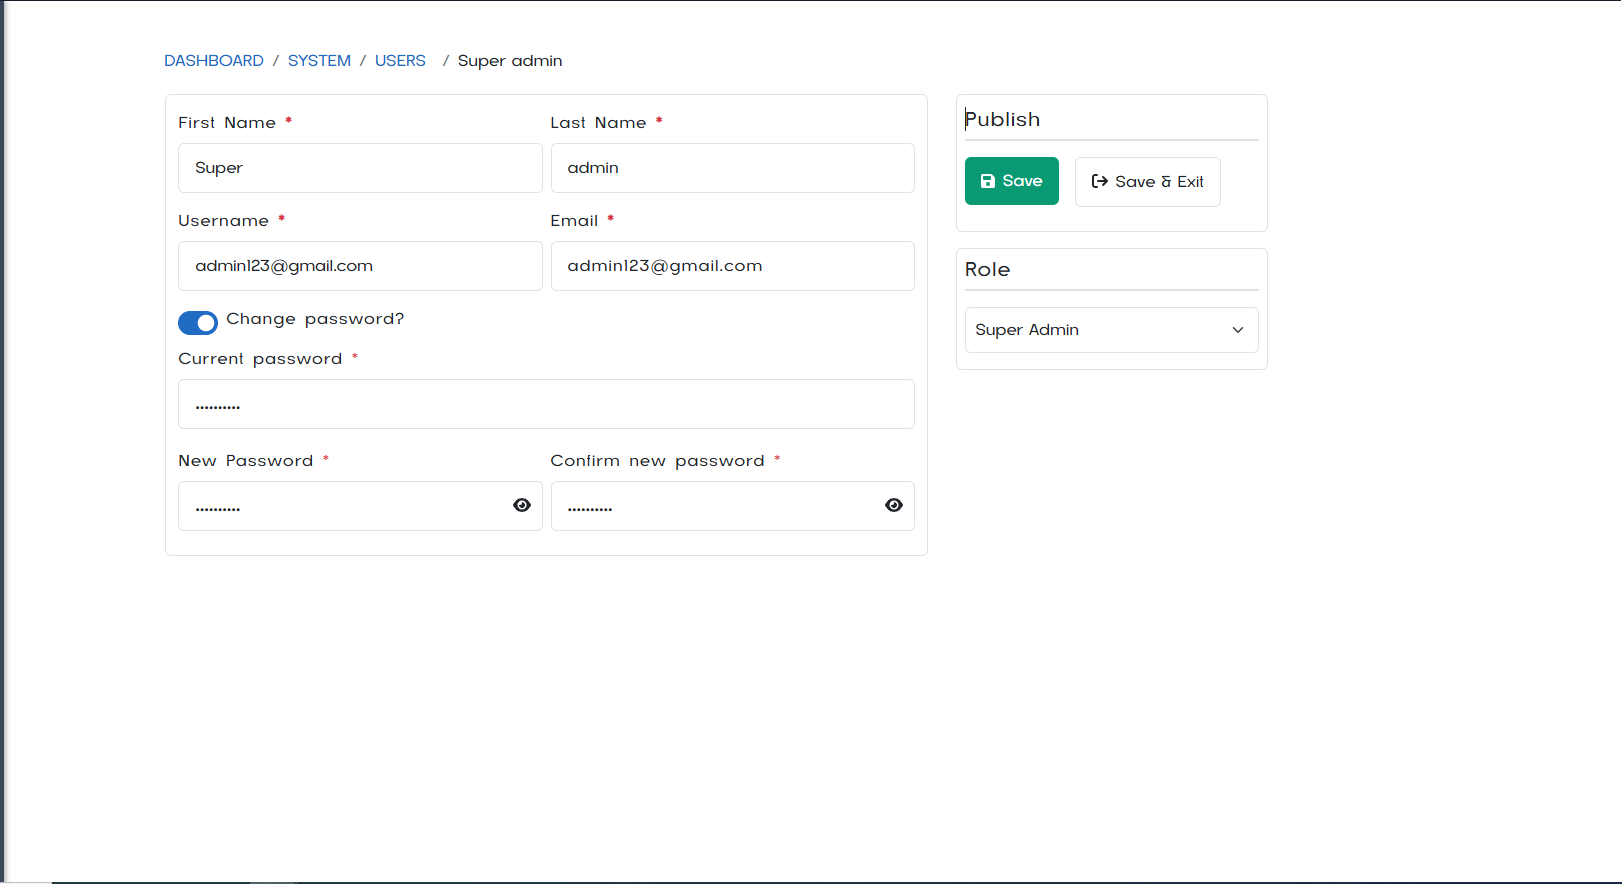 DASHBOARD / SYSTEM / USERS / Super admin
First Name *
Last Name *
Super
admin
Username *
Email *
admin123@gmail.com
admin123@gmail.com
Change password?
Current password *
••••••••••
New Password *
Confirm new password *
••••••••••
••••••••••
Publish
Save
Save & Exit
Role
Super Admin